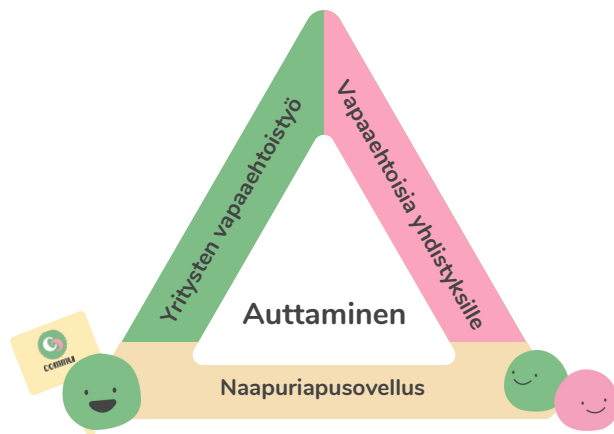 Yritysten vapaaehtoistyö
Vapaaehtoisia yhdistyksille
Auttaminen
Naapuriapusovellus
commu